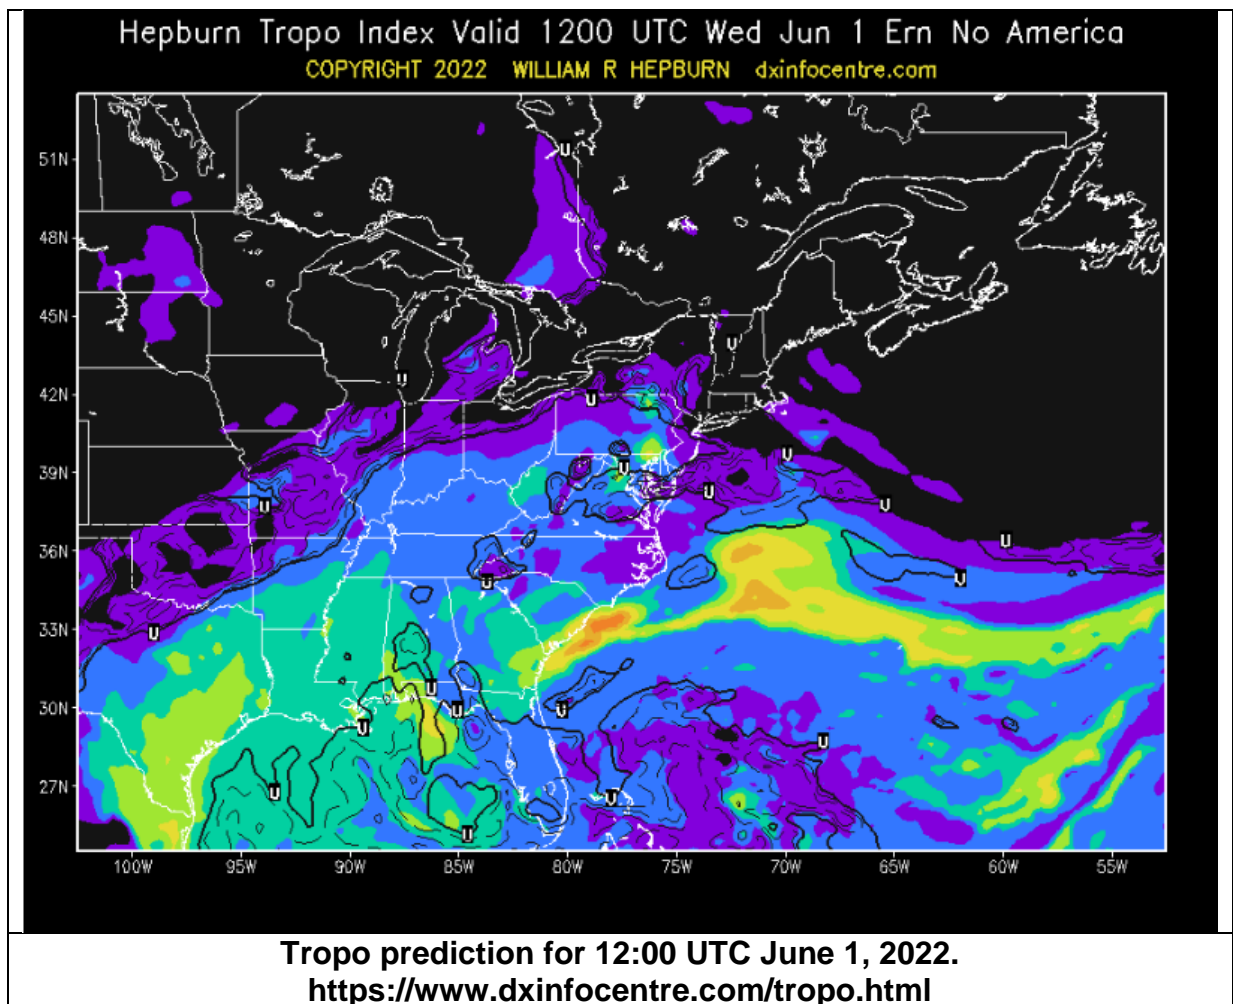 Hepburn Tropo Index Valid 1200 UTC Wed Jun 1 Ern No America
COPYRIGHT 2022 WILLIAM R HEPBURN dxinfocentre.com
U
51N
48N
45N
U
U
42N
U
39N
U
U
U
U
U
36N
U
U
U
33N
U
U
30N
U
U
U
U
27N
U
U
U
100W 95W 90W 85W 80W 75W 70W 65W 60W 55W
Tropo prediction for 12:00 UTC June 1, 2022.
https://www.dxinfocentre.com/tropo.html